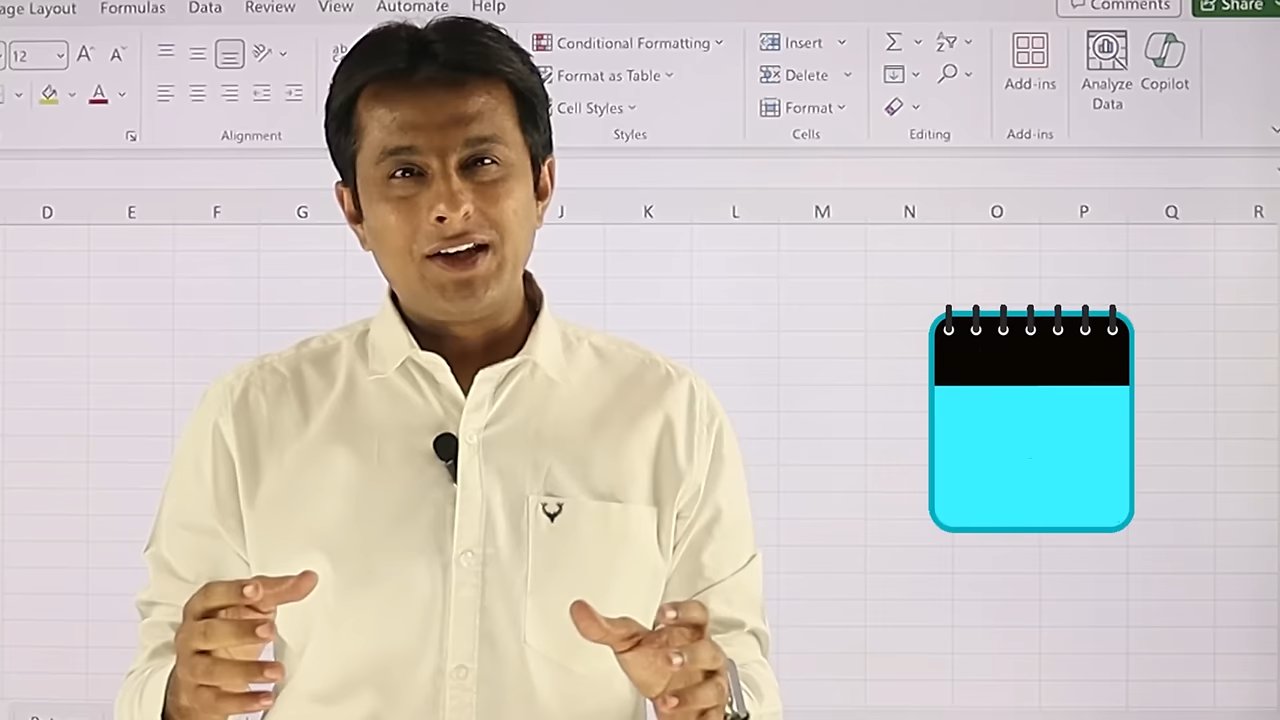 age Layout Formulas Data Review View Automate Help Comments Share
12 A A ab Conditional Formatting Insert
Format as Table Delete Add-ins Analyze Data Copilot
A Cell Styles Format
Alignment Styles Cells Editing Add-ins
D E F G J K L M N O P Q R